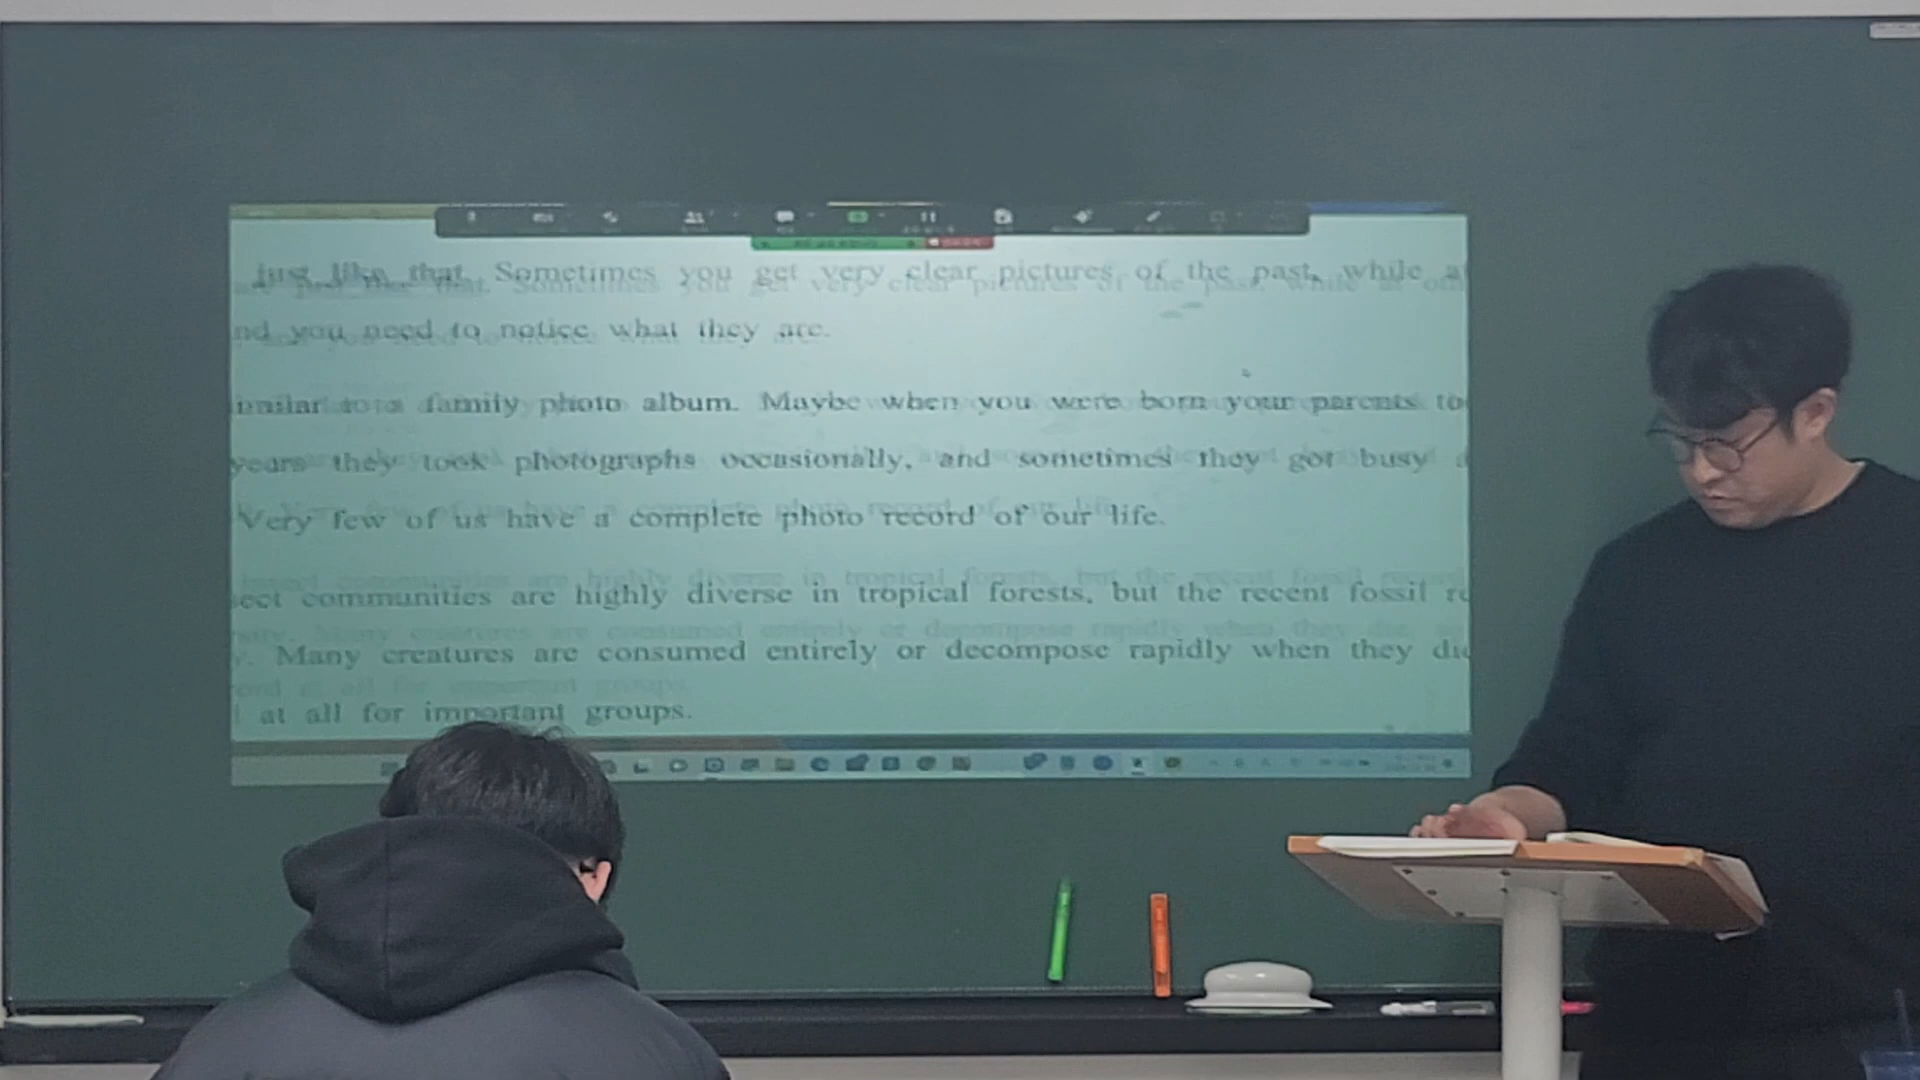 just like that. Sometimes you get very clear pictures of the past, while a
nd you need to notice what they are.
family photo album. Maybe when you were born your parents to
years they took photographs occasionally, and sometimes they got busy
Very few of us have a complete photo record of our life.
sect communities are highly diverse in tropical forests, but the recent fossil re
y. Many creatures are consumed entirely or decompose rapidly when they die
at all for important groups.